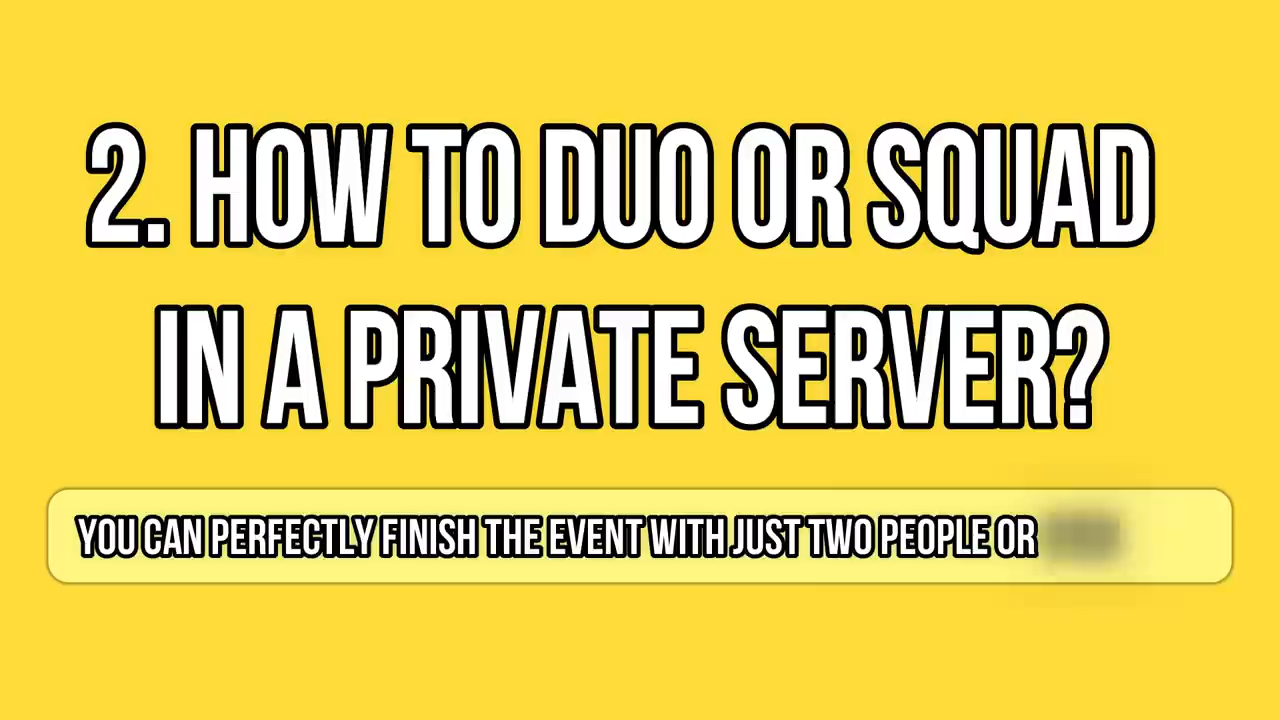 2. HOW TO DUO OR SQUAD
IN A PRIVATE SERVER?
YOU CAN PERFECTLY FINISH THE EVENT WITH JUST TWO PEOPLE OR